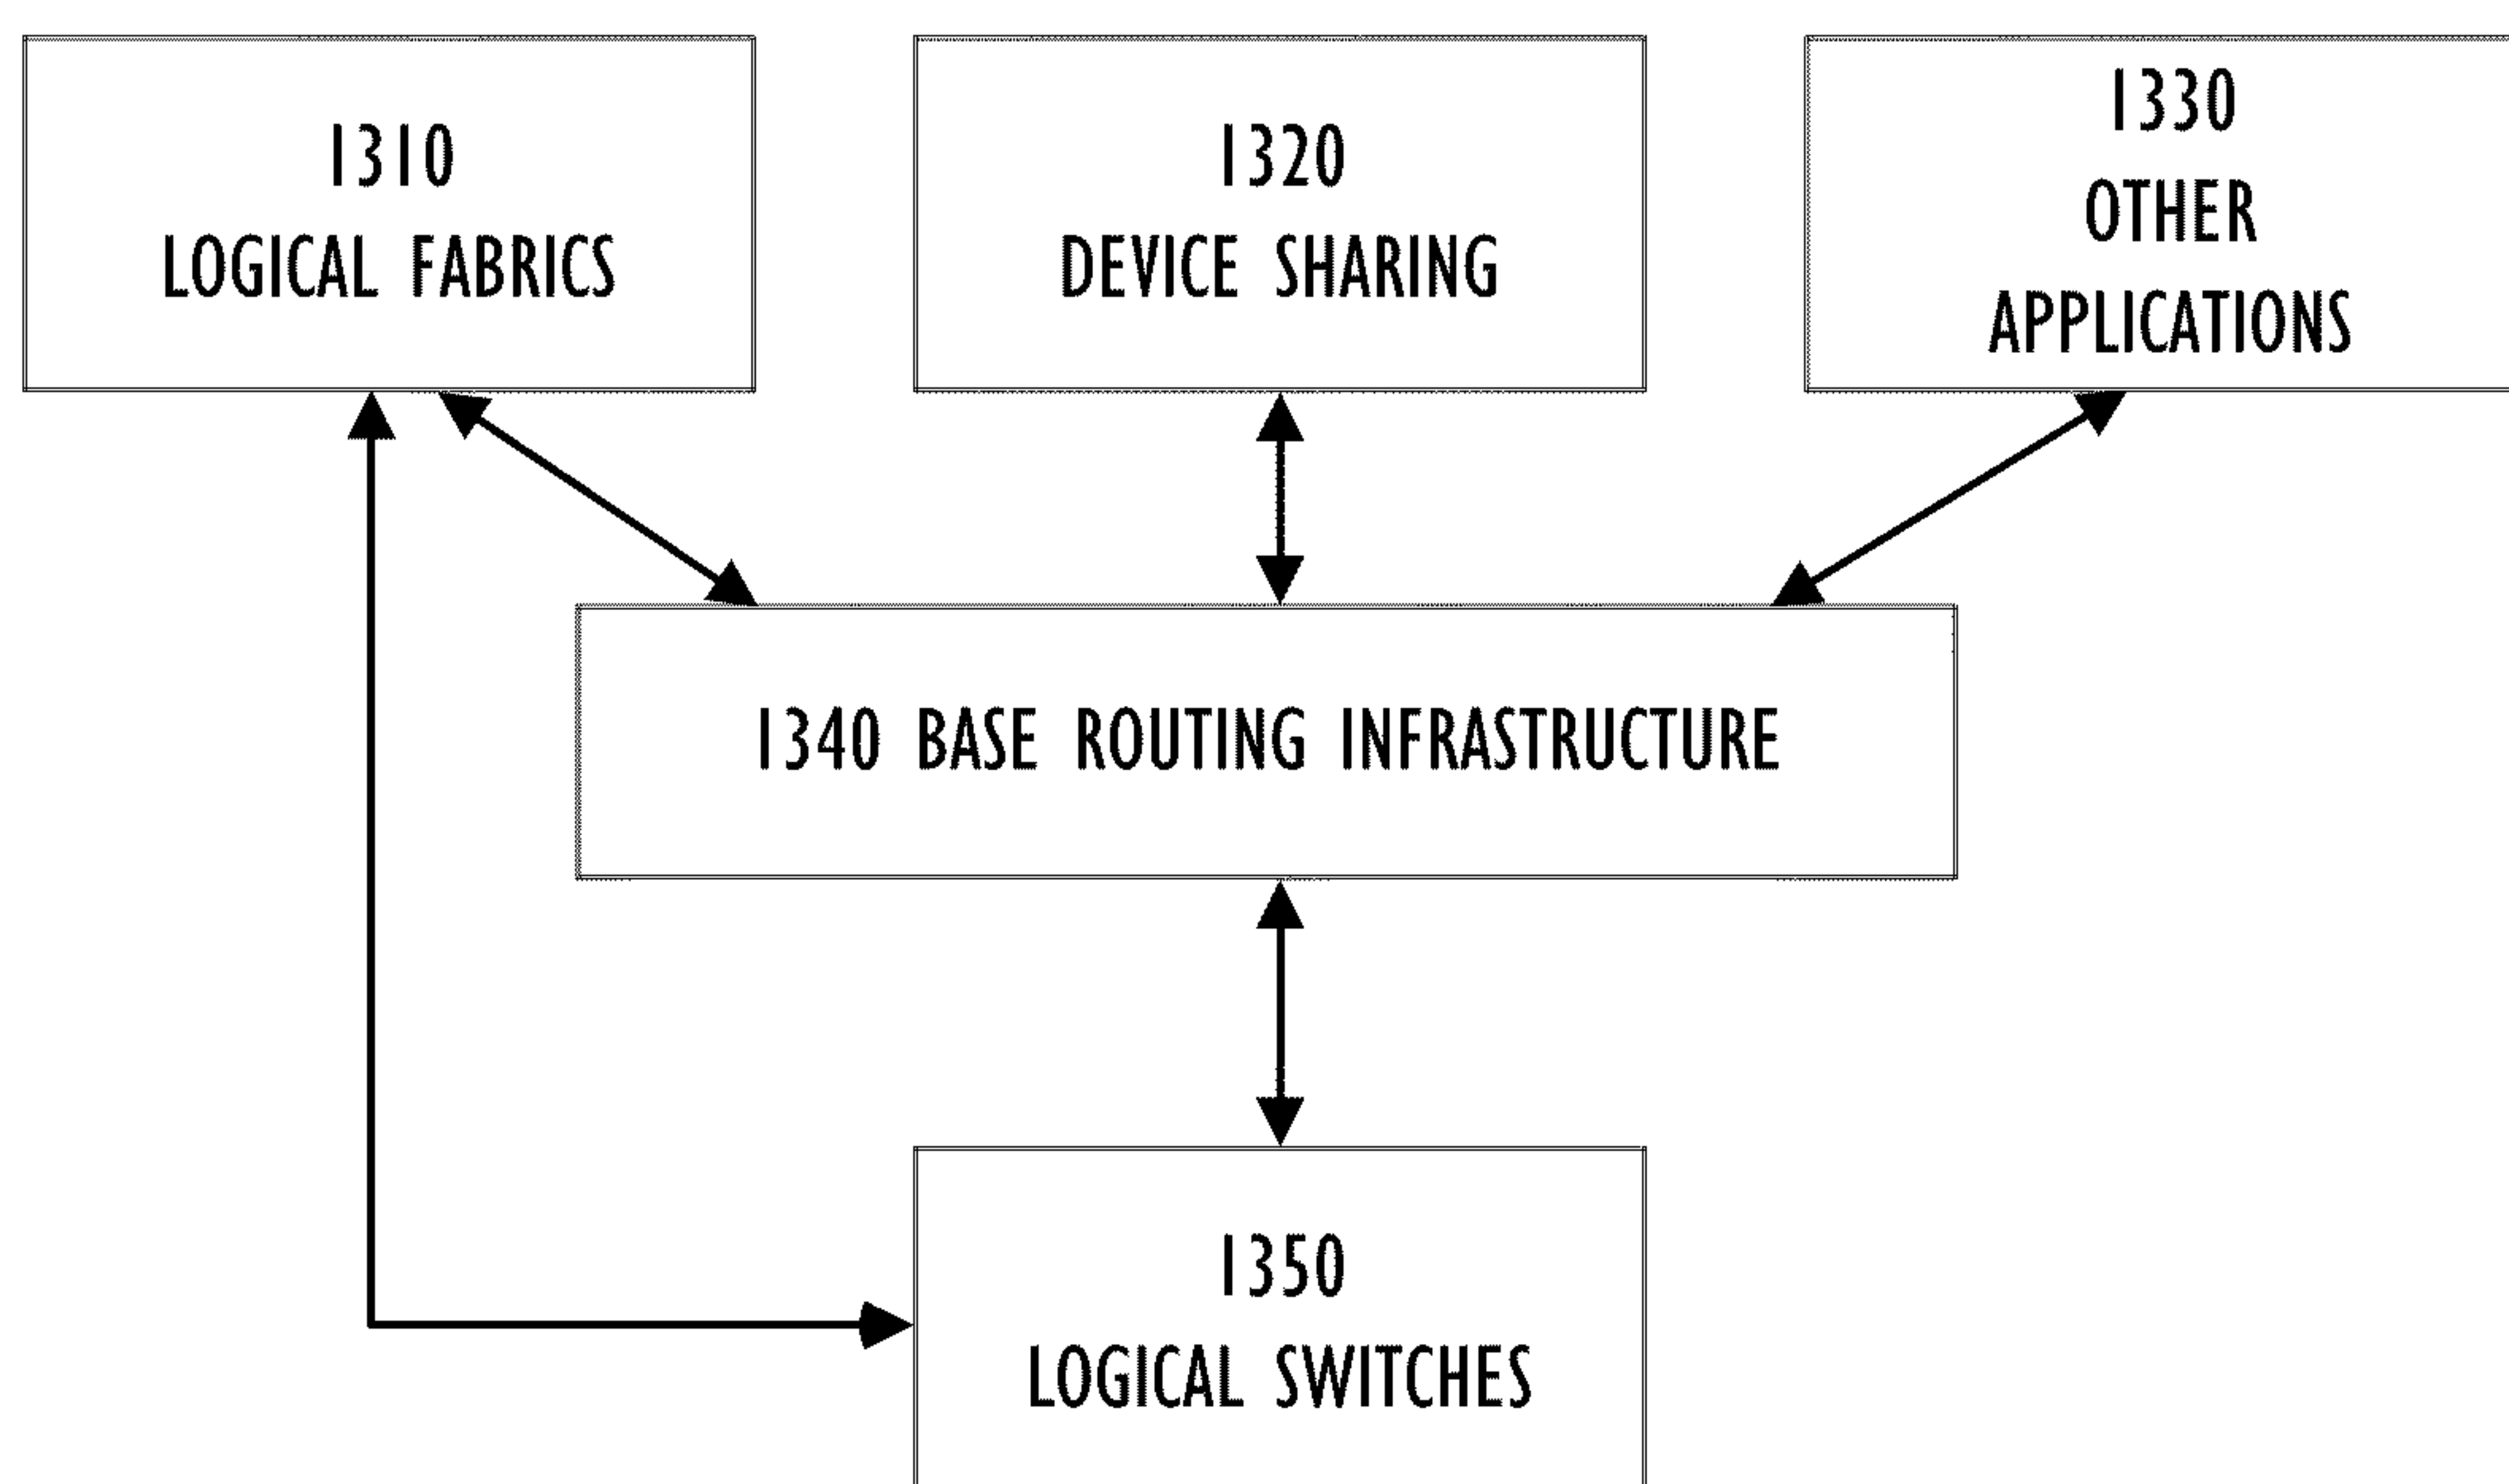 1310
LOGICAL FABRICS
1320
DEVICE SHARING
1330
OTHER
APPLICATIONS
1340 BASE ROUTING INFRASTRUCTURE
1350
LOGICAL SWITCHES